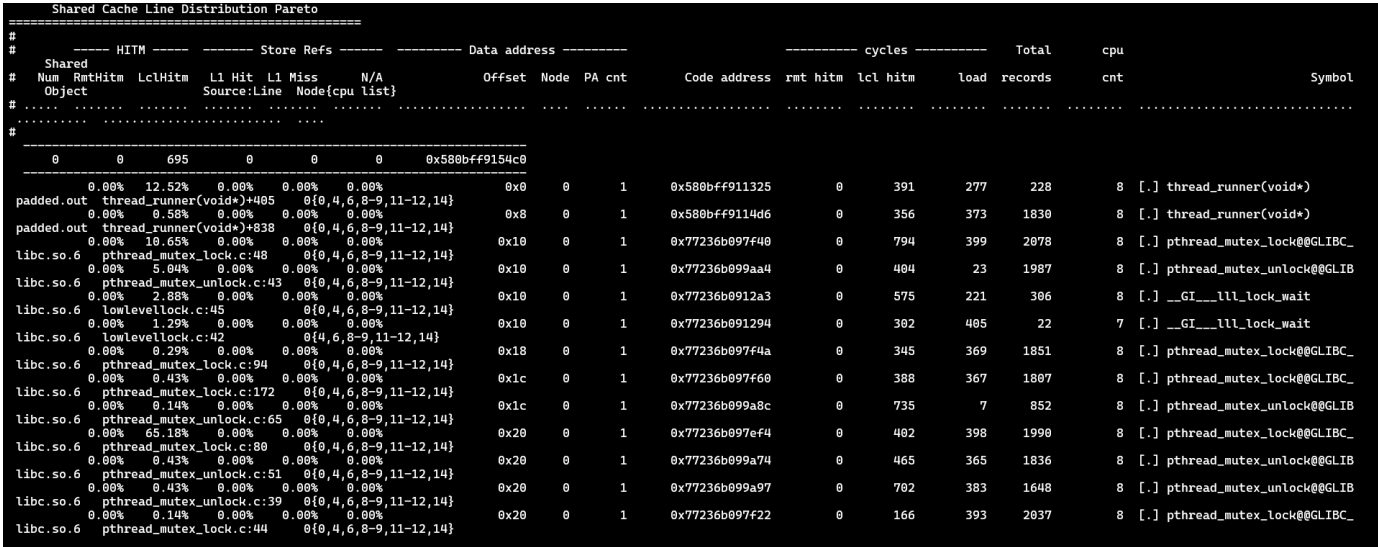 Shared Cache Line Distribution Pareto
=================================================
#
#        ----- HITM -----  ------- Store Refs ------  --------- Data address ---------                      ---------- cycles ----------    Total       cpu
     Shared
#   Num  RmtHitm  LclHitm   L1 Hit  L1 Miss      N/A              Offset  Node  PA cnt        Code address  rmt hitm  lcl hitm      load  records       cnt                          Symbol
     Object                Source:Line  Node{cpu list}
# .....  .......  .......  .......  .......  .......  ..................  ....  ......  ..................  ........  ........  ........  .......  ........  ..............................
 ..........  .........................  ....
#
  ----------------------------------------------------------------------
      0        0      695        0        0        0      0x580bff9154c0
  ----------------------------------------------------------------------
           0.00%   12.52%    0.00%    0.00%    0.00%                 0x0     0       1      0x580bff911325         0       391       277      228         8  [.] thread_runner(void*)
 padded.out  thread_runner(void*)+405    0{0,4,6,8-9,11-12,14}
           0.00%    0.58%    0.00%    0.00%    0.00%                 0x8     0       1      0x580bff9114d6         0       356       373     1830         8  [.] thread_runner(void*)
 padded.out  thread_runner(void*)+838    0{0,4,6,8-9,11-12,14}
           0.00%   10.65%    0.00%    0.00%    0.00%                0x10     0       1      0x77236b097f40         0       794       399     2078         8  [.] pthread_mutex_lock@@GLIBC_
 libc.so.6   pthread_mutex_lock.c:48     0{0,4,6,8-9,11-12,14}
           0.00%    5.04%    0.00%    0.00%    0.00%                0x10     0       1      0x77236b099aa4         0       404        23     1987         8  [.] pthread_mutex_unlock@@GLIB
 libc.so.6   pthread_mutex_unlock.c:43   0{0,4,6,8-9,11-12,14}
           0.00%    2.88%    0.00%    0.00%    0.00%                0x10     0       1      0x77236b0912a3         0       575       221      306         8  [.] __GI___lll_lock_wait
 libc.so.6   lowlevellock.c:45           0{0,4,6,8-9,11-12,14}
           0.00%    1.29%    0.00%    0.00%    0.00%                0x10     0       1      0x77236b091294         0       302       405       22         7  [.] __GI___lll_lock_wait
 libc.so.6   lowlevellock.c:42           0{4,6,8-9,11-12,14}
           0.00%    0.29%    0.00%    0.00%    0.00%                0x18     0       1      0x77236b097f4a         0       345       369     1851         8  [.] pthread_mutex_lock@@GLIBC_
 libc.so.6   pthread_mutex_lock.c:94     0{0,4,6,8-9,11-12,14}
           0.00%    0.43%    0.00%    0.00%    0.00%                0x1c     0       1      0x77236b097f60         0       388       367     1807         8  [.] pthread_mutex_lock@@GLIBC_
 libc.so.6   pthread_mutex_lock.c:172    0{0,4,6,8-9,11-12,14}
           0.00%    0.14%    0.00%    0.00%    0.00%                0x1c     0       1      0x77236b099a8c         0       735         7      852         8  [.] pthread_mutex_unlock@@GLIB
 libc.so.6   pthread_mutex_unlock.c:65   0{0,4,6,8-9,11-12,14}
           0.00%   65.18%    0.00%    0.00%    0.00%                0x20     0       1      0x77236b097ef4         0       402       398     1990         8  [.] pthread_mutex_lock@@GLIBC_
 libc.so.6   pthread_mutex_lock.c:80     0{0,4,6,8-9,11-12,14}
           0.00%    0.43%    0.00%    0.00%    0.00%                0x20     0       1      0x77236b099a74         0       465       365     1836         8  [.] pthread_mutex_unlock@@GLIB
 libc.so.6   pthread_mutex_unlock.c:51   0{0,4,6,8-9,11-12,14}
           0.00%    0.43%    0.00%    0.00%    0.00%                0x20     0       1      0x77236b099a97         0       702       383     1648         8  [.] pthread_mutex_unlock@@GLIB
 libc.so.6   pthread_mutex_unlock.c:39   0{0,4,6,8-9,11-12,14}
           0.00%    0.14%    0.00%    0.00%    0.00%                0x20     0       1      0x77236b097f22         0       166       393     2037         8  [.] pthread_mutex_lock@@GLIBC_
 libc.so.6   pthread_mutex_lock.c:44     0{0,4,6,8-9,11-12,14}